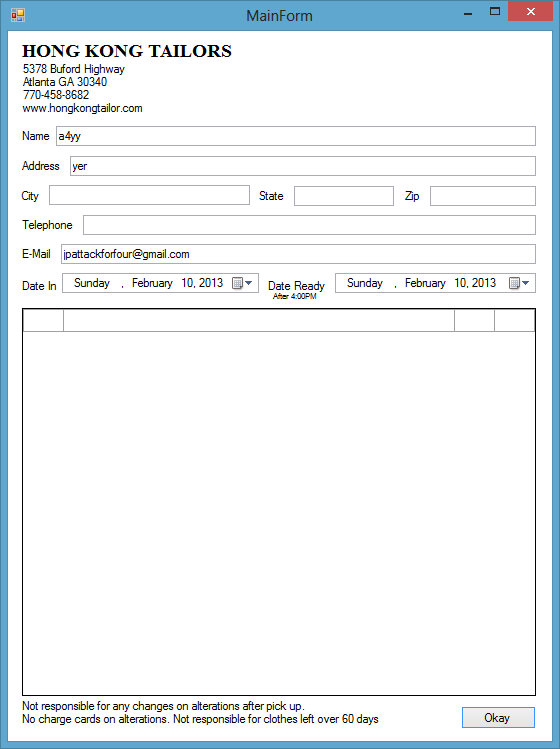 MainForm
HONG KONG TAILORS
5378 Buford Highway
Atlanta GA 30340
770-458-8682
www.hongkongtailor.com
Name a4yy
Address yer
City State Zip
Telephone
E-Mail jpattackforfour@gmail.com
Date In Sunday , February 10, 2013 Date Ready Sunday , February 10, 2013
After 4:00PM
Not responsible for any changes on alterations after pick up.
No charge cards on alterations. Not responsible for clothes left over 60 days
Okay